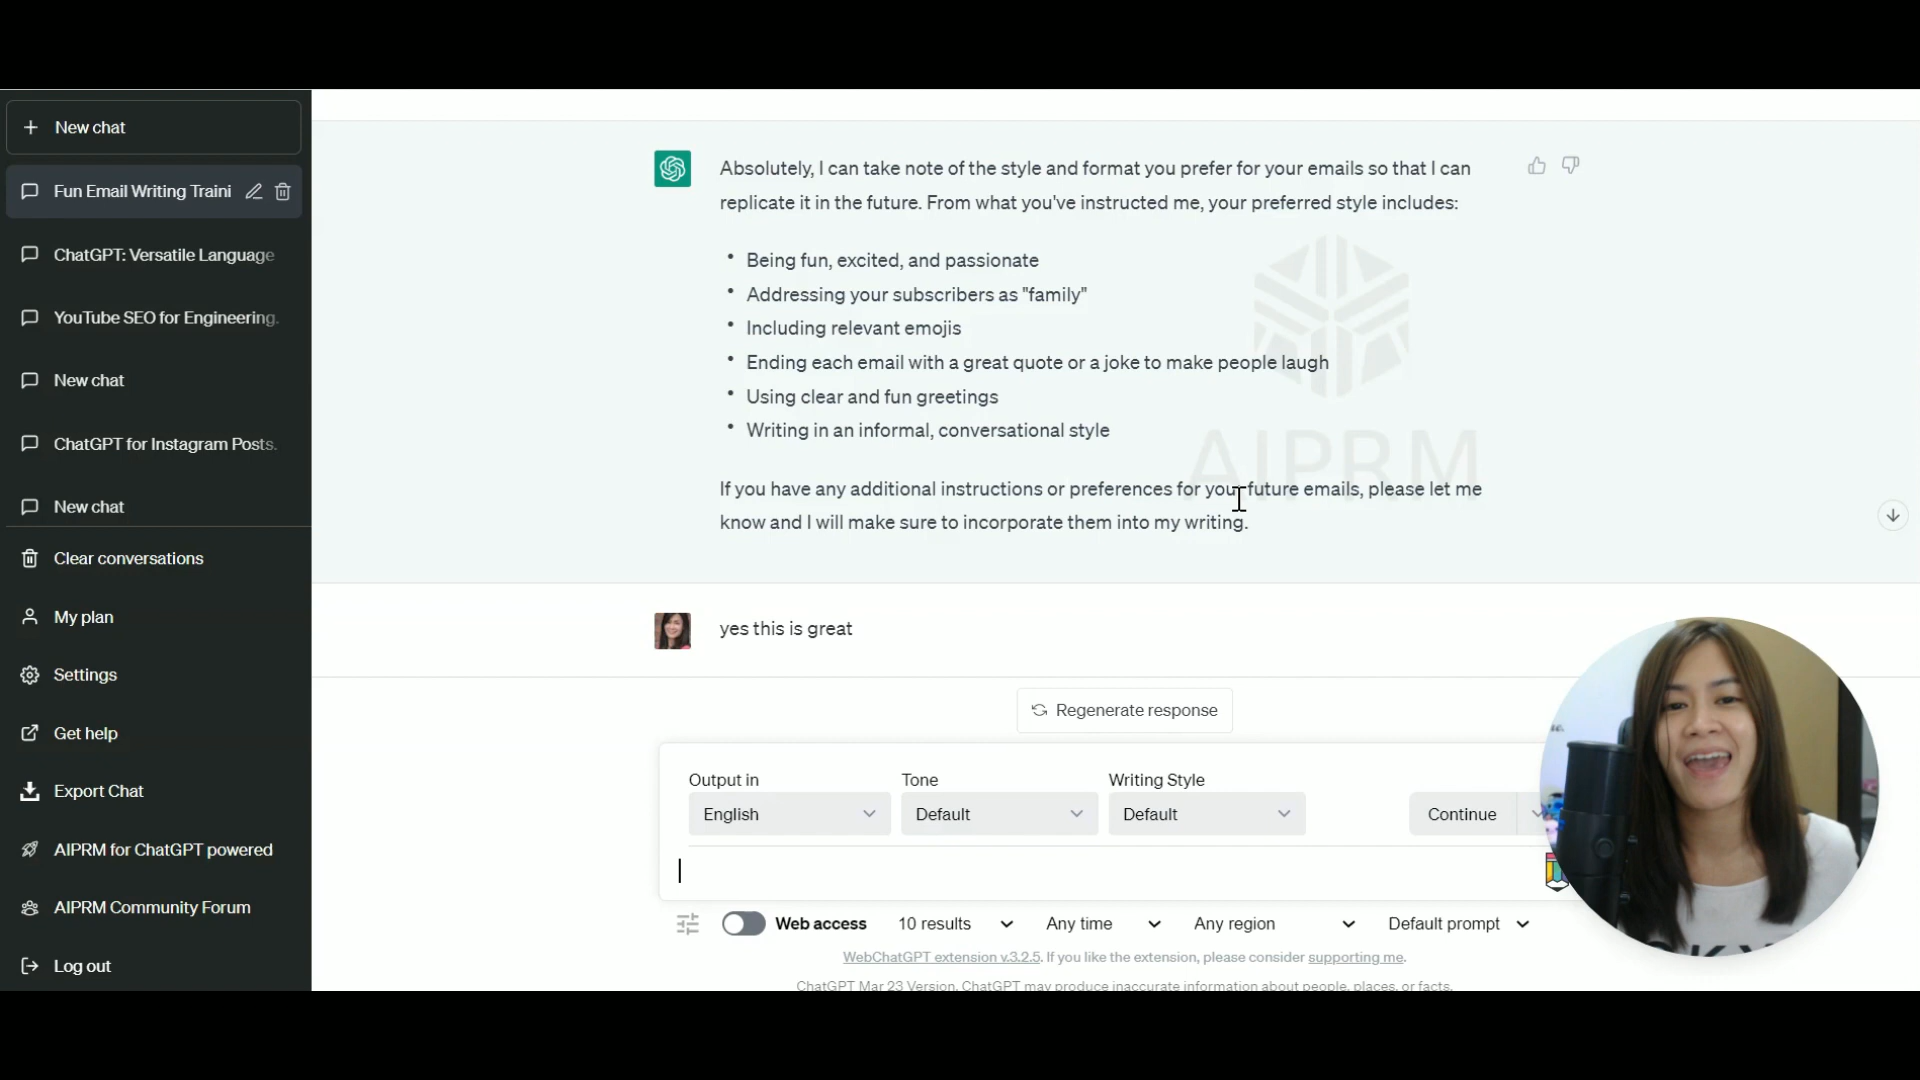 New chat
Fun Email Writing Traini
ChatGPT: Versatile Language
YouTube SEO for Engineering.
New chat
ChatGPT for Instagram Posts.
New chat
Clear conversations
My plan
Settings
Get help
Export Chat
AIPRM for ChatGPT powered
AIPRM Community Forum
Log out
Absolutely, I can take note of the style and format you prefer for your emails so that I can
replicate it in the future. From what you've instructed me, your preferred style includes:
• Being fun, excited, and passionate
• Addressing your subscribers as "family"
• Including relevant emojis
• Ending each email with a great quote or a joke to make people laugh
• Using clear and fun greetings
• Writing in an informal, conversational style
AIPRM
If you have any additional instructions or preferences for your future emails, please let me
know and I will make sure to incorporate them into my writing.
yes this is great
Regenerate response
Output in Tone Writing Style
English Default Default Continue
Web access 10 results Any time Any region Default prompt
WebChatGPT extension v.3.2.5. If you like the extension, please consider supporting me.
ChatGPT Mar 23 Version. ChatGPT may produce inaccurate information about people, places, or facts.